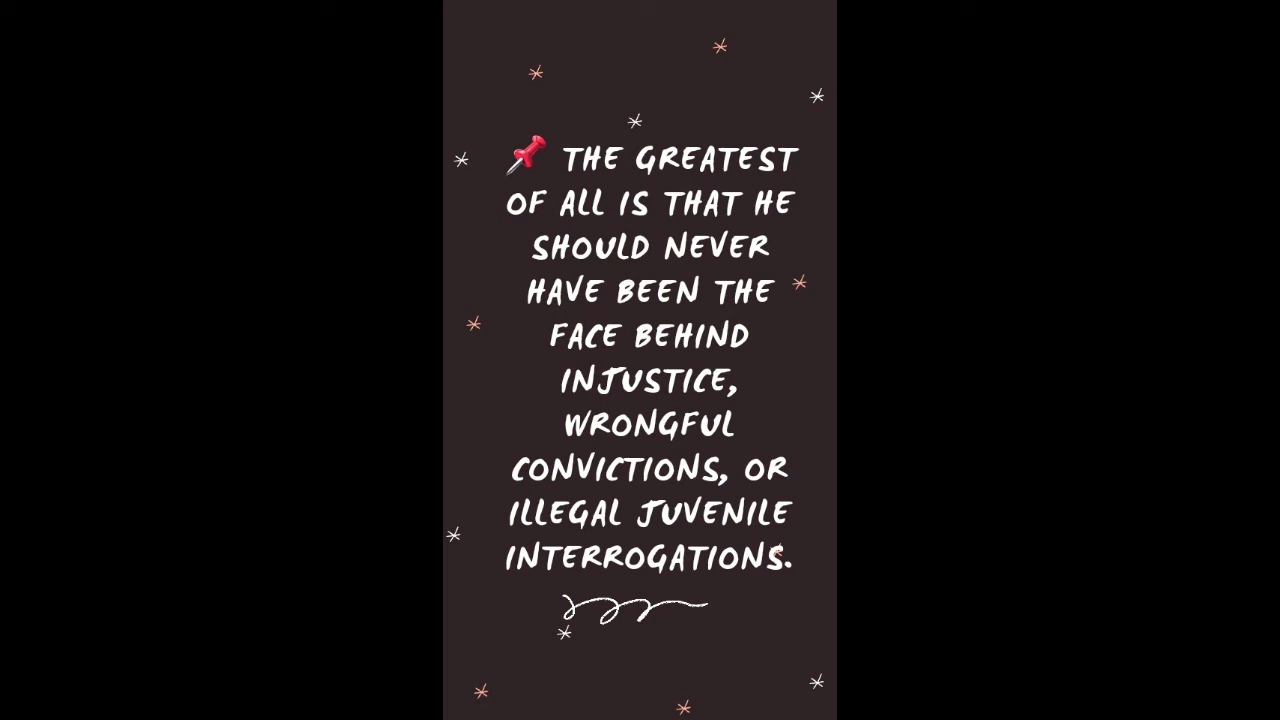 📌 THE GREATEST
OF ALL IS THAT HE
SHOULD NEVER
HAVE BEEN THE
FACE BEHIND
INJUSTICE,
WRONGFUL
CONVICTIONS, OR
ILLEGAL JUVENILE
INTERROGATIONS.